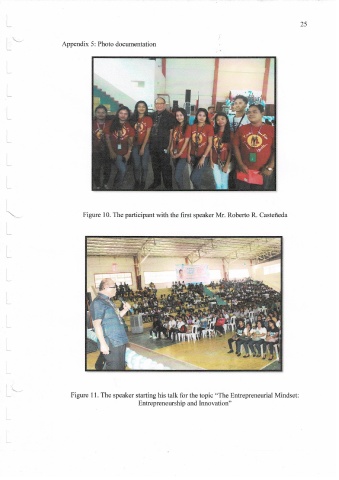 25
Appendix 5: Photo documentation
Figure 10. The participant with the first speaker Mr. Roberto R. Casteñeda
Figure 11. The speaker starting his talk for the topic “The Entrepreneurial Mindset:
Entrepreneurship and Innovation”